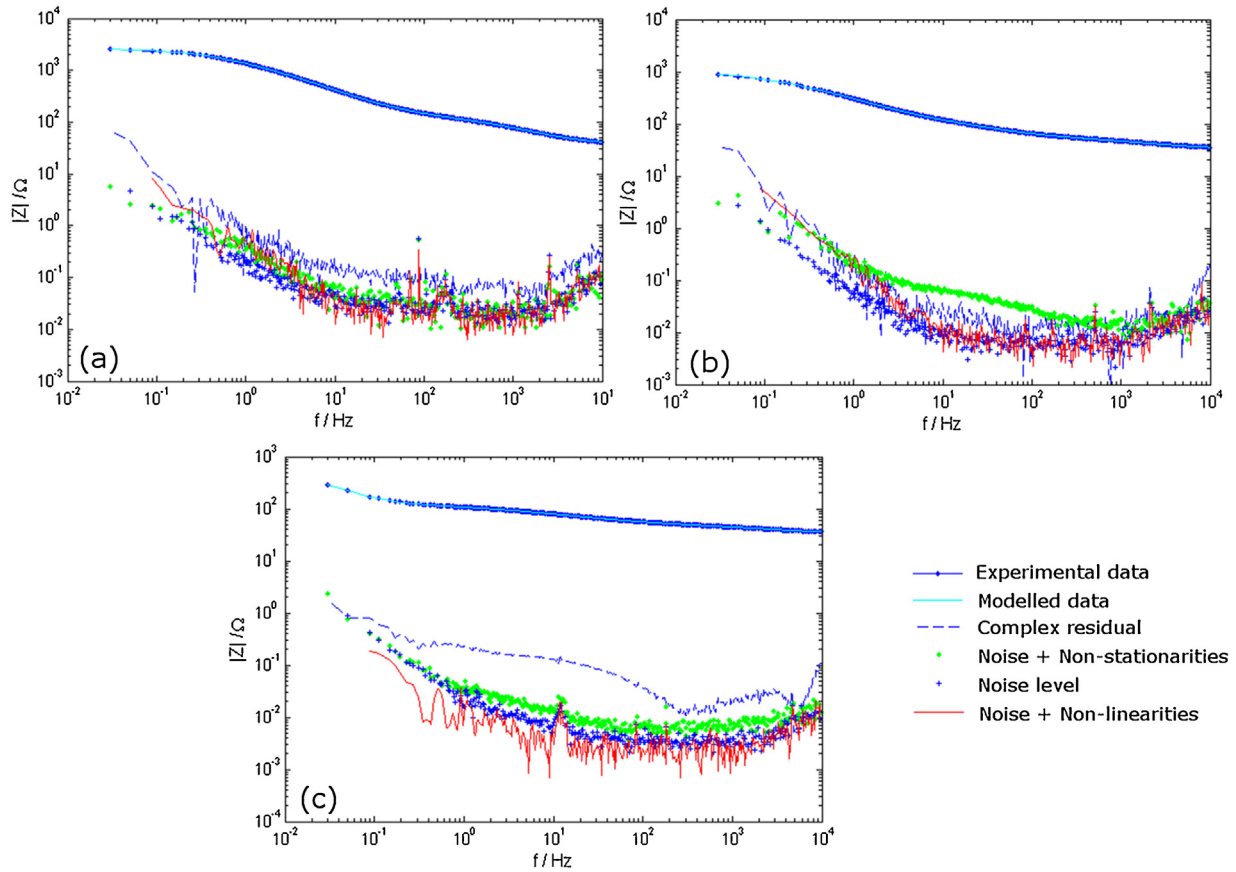 10⁴
10³
10²
10¹
10⁰
10⁻¹
10⁻²
10⁻³
|Z| /Ω
(a)
10⁻² 10⁻¹ 10⁰ 10¹ 10² 10³ 10¹
f / Hz
10⁴
10³
10²
10¹
10⁰
10⁻¹
10⁻²
10⁻³
|Z| /Ω
(b)
10⁻² 10⁻¹ 10⁰ 10¹ 10² 10³ 10⁴
f / Hz
10³
10²
10¹
10⁰
10⁻¹
10⁻²
10⁻³
10⁻⁴
|Z| /Ω
(c)
10⁻² 10⁻¹ 10⁰ 10¹ 10² 10³ 10⁴
f / Hz
Experimental data
Modelled data
Complex residual
Noise + Non-stationarities
Noise level
Noise + Non-linearities